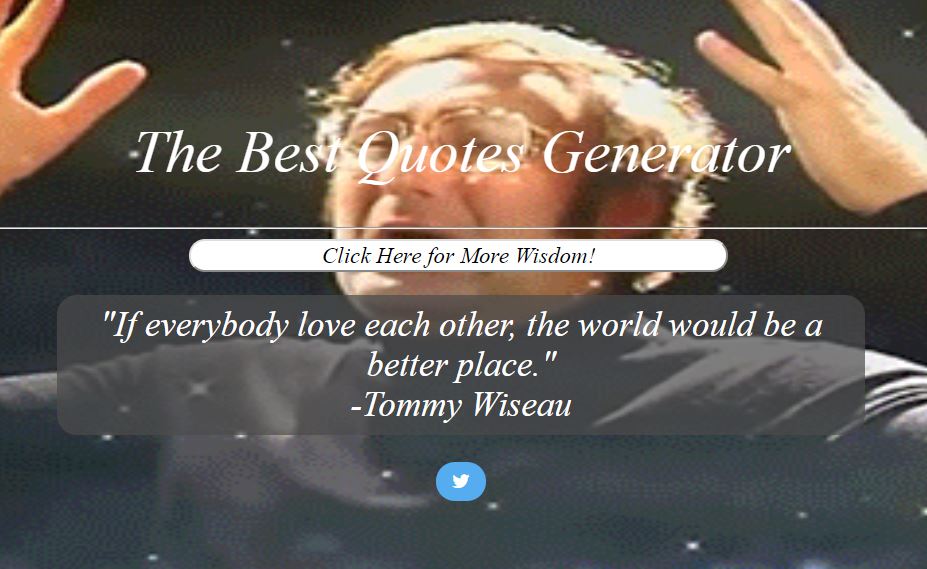 The Best Quotes Generator
Click Here for More Wisdom!
"If everybody love each other, the world would be a
better place."
-Tommy Wiseau